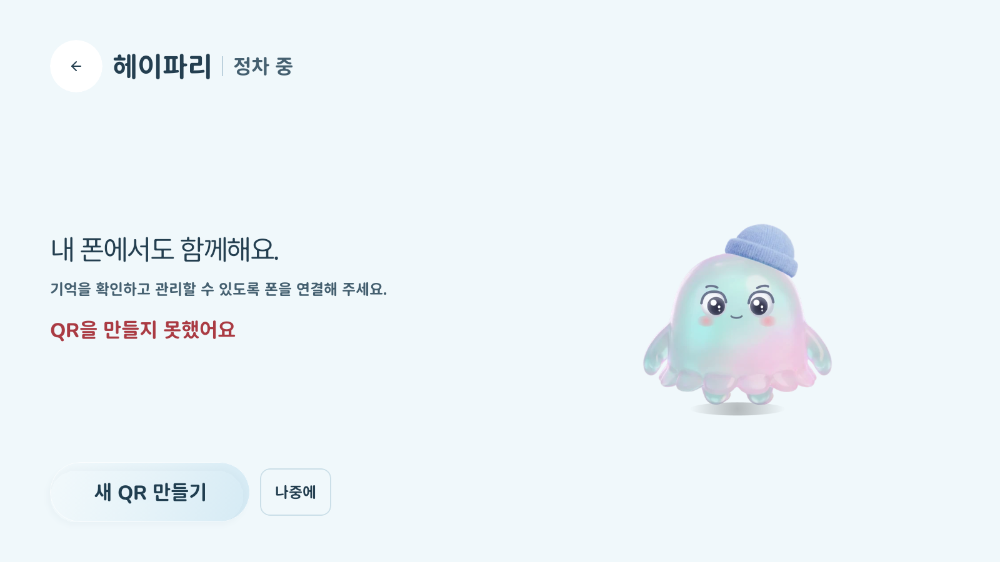 헤이파리
정차 중
내 폰에서도 함께해요.
기억을 확인하고 관리할 수 있도록 폰을 연결해 주세요.
QR을 만들지 못했어요
새 QR 만들기
나중에